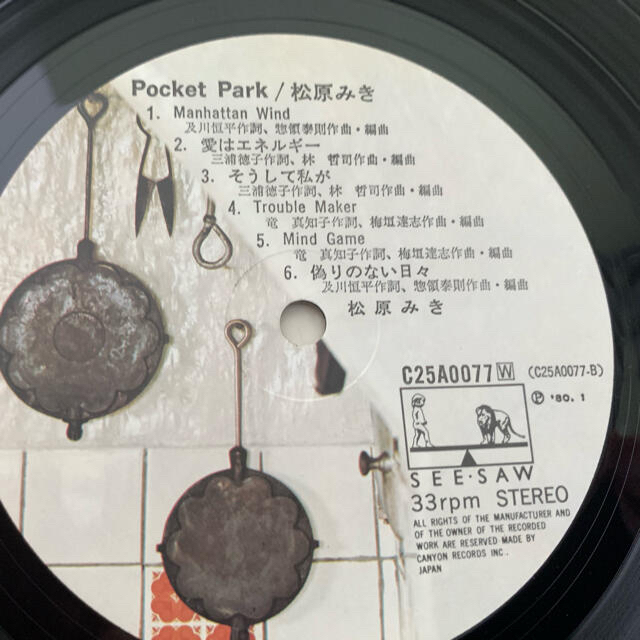 Pocket Park / 松原みき
1. Manhattan Wind
及川恒平作詞、惣領泰則作曲・編曲
2. 愛はエネルギー
三浦徳子作詞、林 哲司作曲・編曲
3. そうして私が
三浦徳子作詞、林 哲司作曲・編曲
4. Trouble Maker
竜 真知子作詞、梅垣達志作曲・編曲
5. Mind Game
竜 真知子作詞、梅垣達志作曲・編曲
6. 偽りのない日々
及川恒平作詞、惣領泰則作曲・編曲
松原みき
C25A0077 W (C25A0077-B)
Ⓟ '80. 1
SEE・SAW
33rpm STEREO
ALL RIGHTS OF THE MANUFACTURER AND
OF THE OWNER OF THE RECORDED
WORK ARE RESERVED MADE BY
CANYON RECORDS INC.,
JAPAN